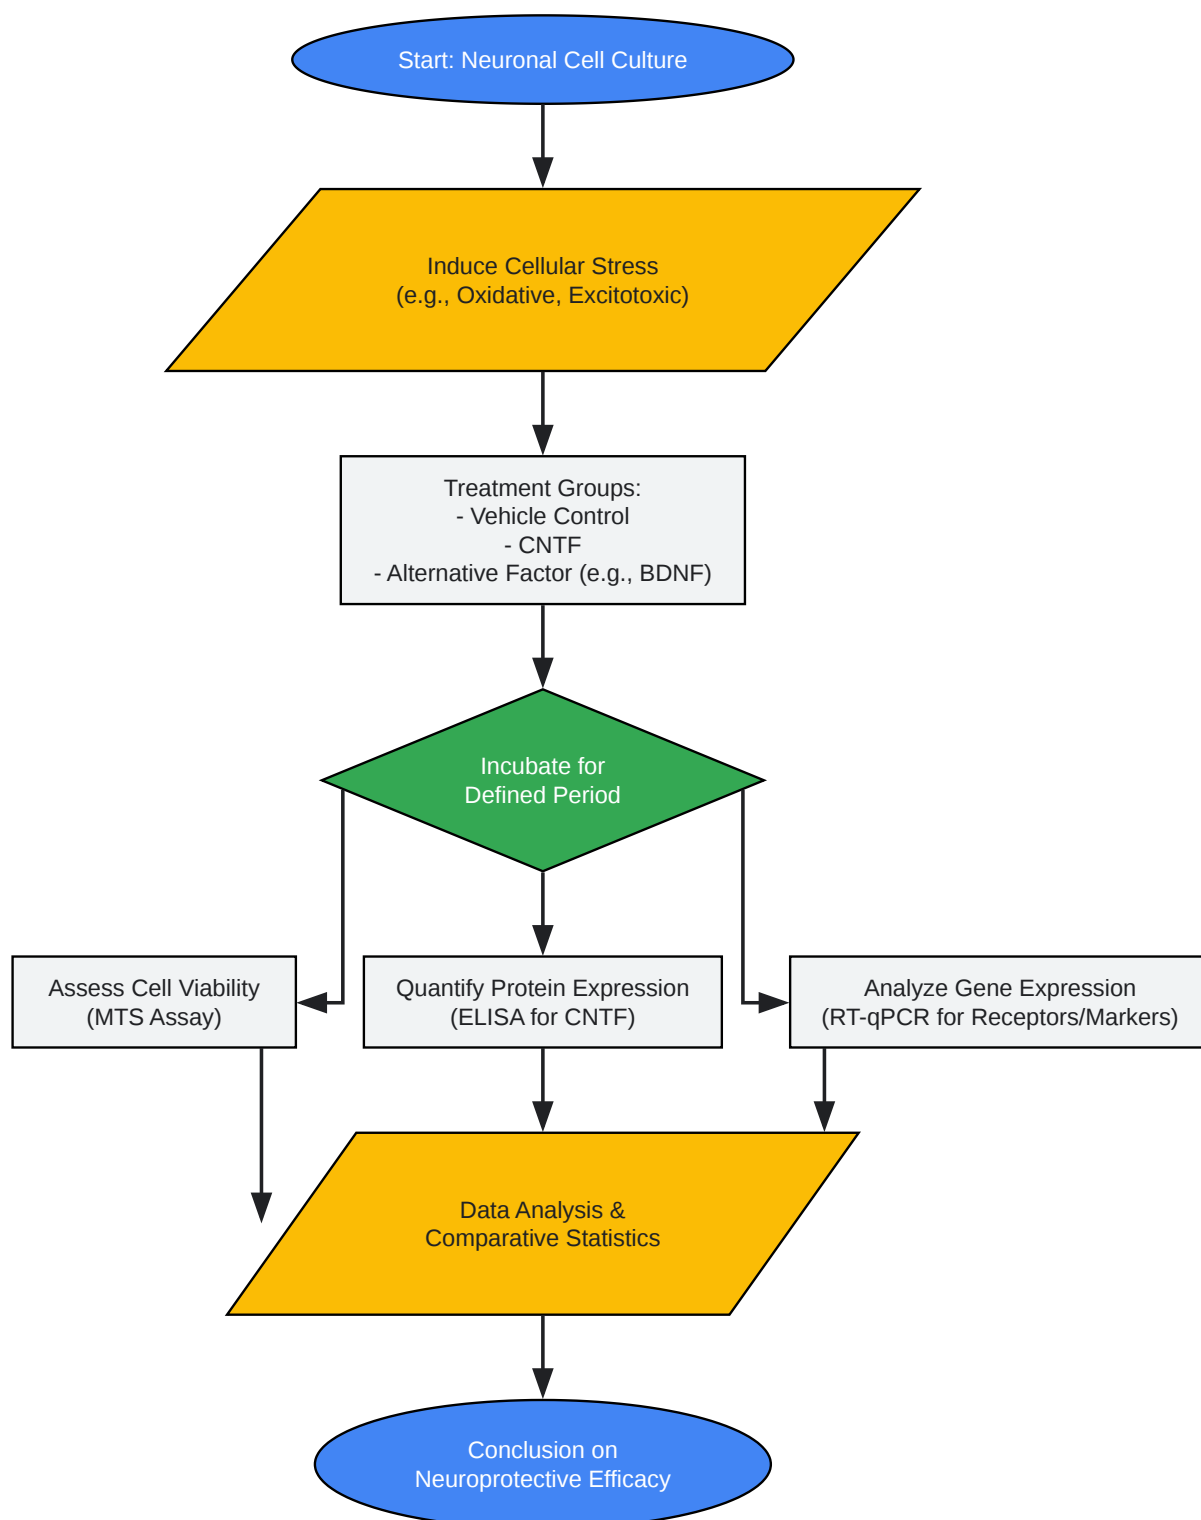 Start: Neuronal Cell Culture
Induce Cellular Stress
(e.g., Oxidative, Excitotoxic)
Treatment Groups:
- Vehicle Control
- CNTF
- Alternative Factor (e.g., BDNF)
Incubate for
Defined Period
Assess Cell Viability
(MTS Assay)
Quantify Protein Expression
(ELISA for CNTF)
Analyze Gene Expression
(RT-qPCR for Receptors/Markers)
Data Analysis &
Comparative Statistics
Conclusion on
Neuroprotective Efficacy